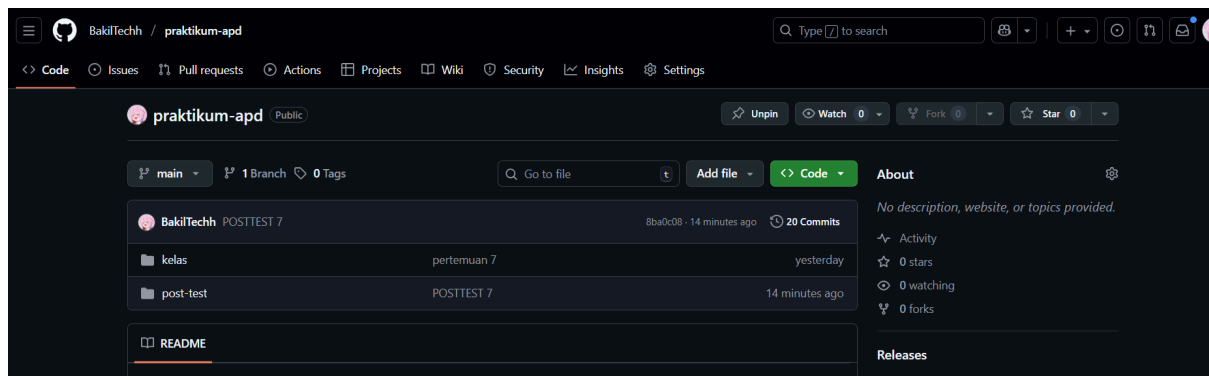 BakilTechh / praktikum-apd
Type / to search
<> Code Issues Pull requests Actions Projects Wiki Security Insights Settings
praktikum-apd Public
Unpin Watch 0 Fork 0 Star 0
main 1 Branch 0 Tags
Go to file t Add file <> Code
About
No description, website, or topics provided.
BakilTechh POSTTEST 7 8ba0c08 · 14 minutes ago 20 Commits
Activity
kelas pertemuan 7 yesterday
0 stars
0 watching
post-test POSTTEST 7 14 minutes ago
0 forks
README
Releases